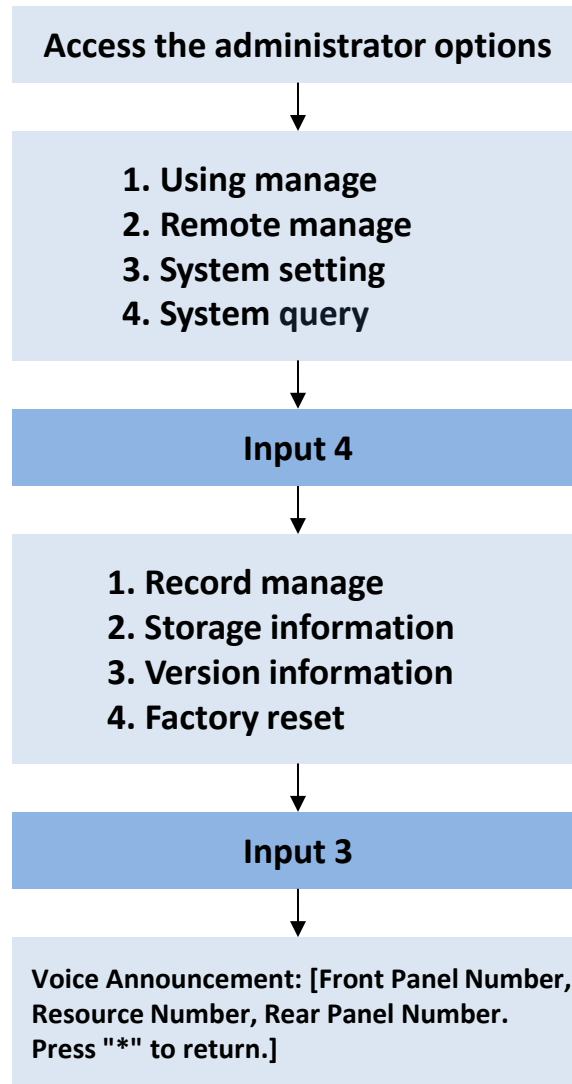 Access the administrator options
1. Using manage
2. Remote manage
3. System setting
4. System query
Input 4
1. Record manage
2. Storage information
3. Version information
4. Factory reset
Input 3
Voice Announcement: [Front Panel Number,
Resource Number, Rear Panel Number.
Press "*" to return.]